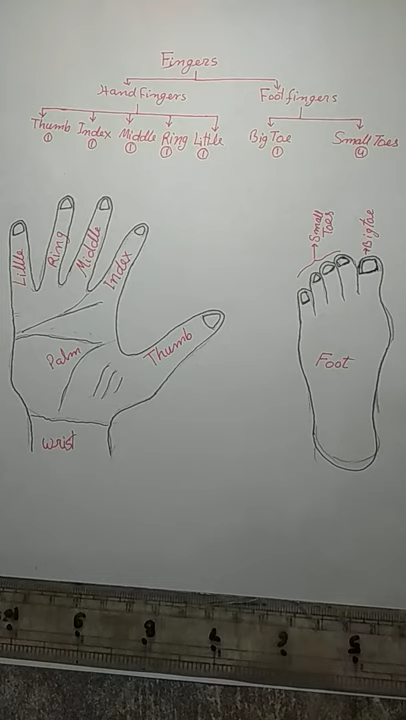 Fingers
Hand fingers Foot fingers
Thumb Index Middle Ring Little Big Toe Small Toes
1 1 1 1 1 1 4
Small Toes
Big toe
Little Ring Middle Index
Thumb
Palm
Foot
Wrist